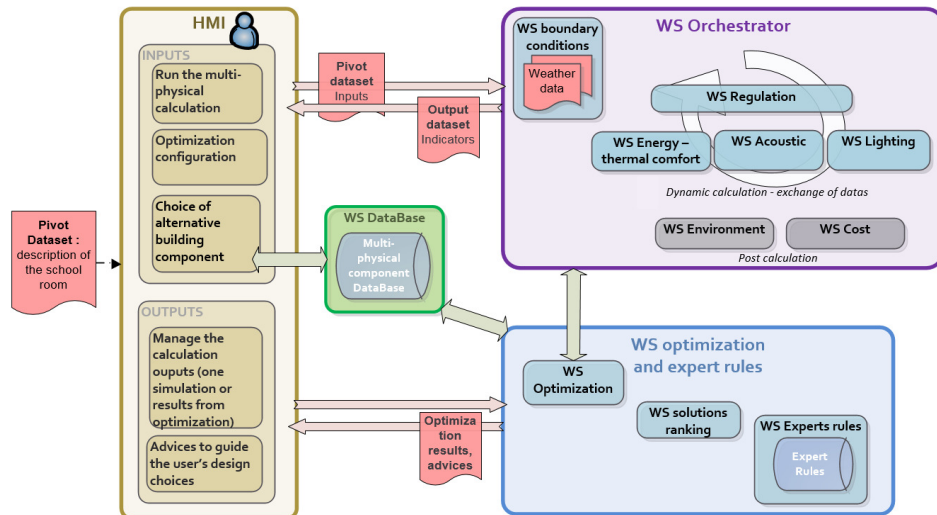 HMI
INPUTS
Run the multi-
physical
calculation
Optimization
configuration
Choice of
alternative
building
component
OUTPUTS
Manage the
calculation
ouputs (one
simulation or
results from
optimization)
Advices to guide
the user's design
choices
Pivot
Dataset :
description of
the school
room
Pivot
dataset
Inputs
Output
dataset
Indicators
WS DataBase
Multi-
physical
component
DataBase
Optimiza
tion
results,
advices
WS Orchestrator
WS boundary
conditions
Weather
data
WS Regulation
WS Energy –
thermal comfort
WS Acoustic
WS Lighting
Dynamic calculation - exchange of datas
WS Environment
WS Cost
Post calculation
WS optimization
and expert rules
WS
Optimization
WS solutions
ranking
WS Experts rules
Expert
Rules